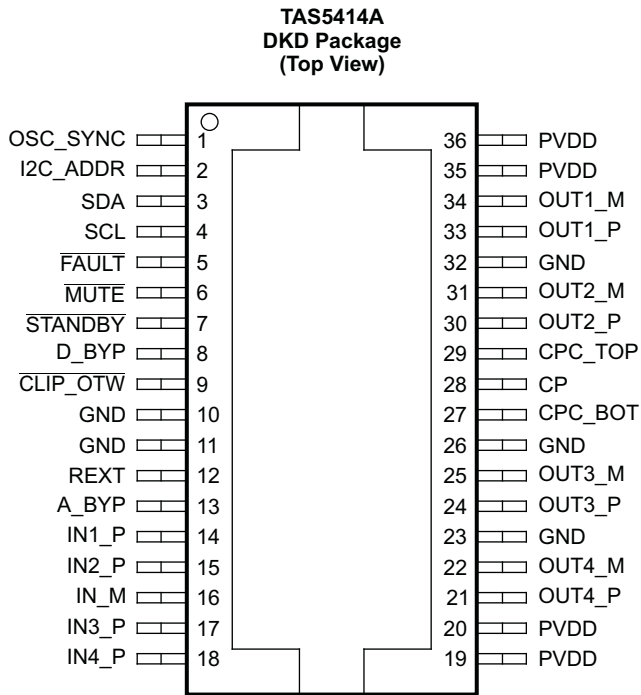 TAS5414A
DKD Package
(Top View)
OSC_SYNC 1 36 PVDD
I2C_ADDR 2 35 PVDD
SDA 3 34 OUT1_M
SCL 4 33 OUT1_P
FAULT 5 32 GND
MUTE 6 31 OUT2_M
STANDBY 7 30 OUT2_P
D_BYP 8 29 CPC_TOP
CLIP_OTW 9 28 CP
GND 10 27 CPC_BOT
GND 11 26 GND
REXT 12 25 OUT3_M
A_BYP 13 24 OUT3_P
IN1_P 14 23 GND
IN2_P 15 22 OUT4_M
IN_M 16 21 OUT4_P
IN3_P 17 20 PVDD
IN4_P 18 19 PVDD